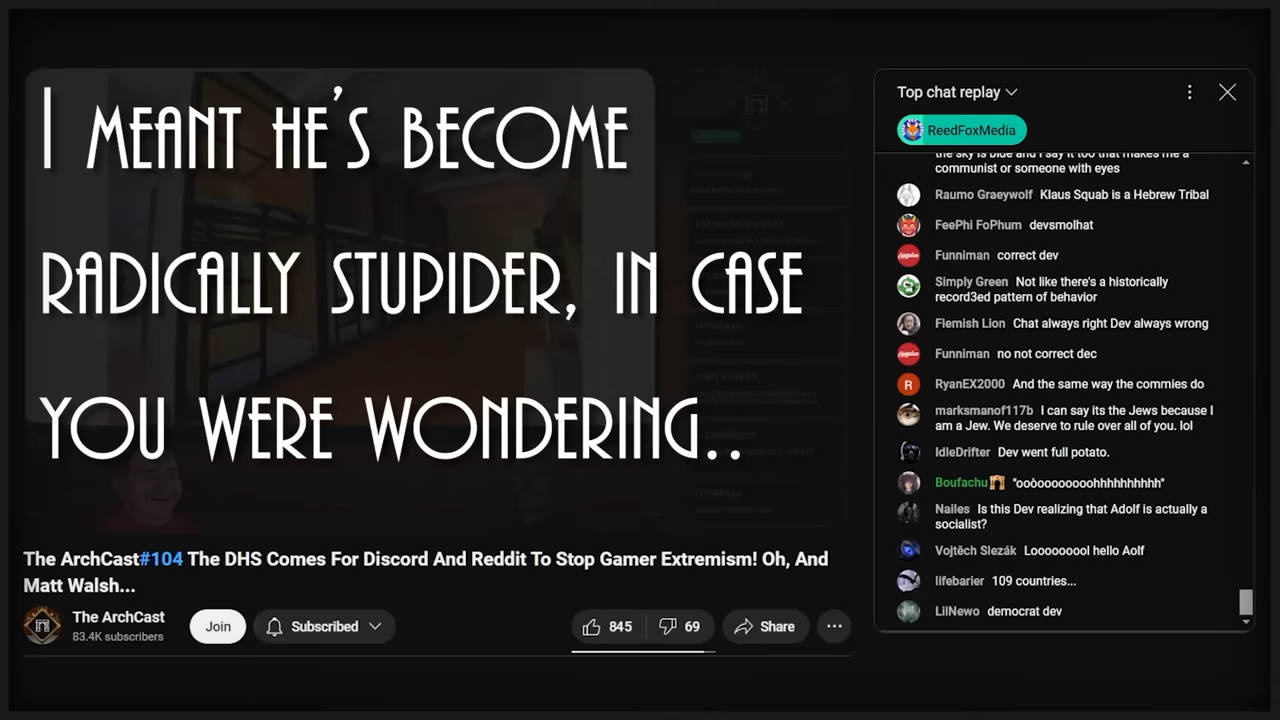 I MEANT HE'S BECOME
RADICALLY STUPIDER, IN CASE
YOU WERE WONDERING..
The ArchCast#104 The DHS Comes For Discord And Reddit To Stop Gamer Extremism! Oh, And
Matt Walsh...
The ArchCast
83.4K subscribers
Join
Subscribed
845
69
Share
Top chat replay
ReedFoxMedia
the sky is blue and I say it too that makes me a
communist or someone with eyes
Raumo Graeywolf Klaus Squab is a Hebrew Tribal
FeePhi FoPhum devsmolhat
Funniman correct dev
Simply Green Not like there's a historically
record3ed pattern of behavior
Flemish Lion Chat always right Dev always wrong
Funniman no not correct dec
RyanEX2000 And the same way the commies do
marksmanof117b I can say its the Jews because I
am a Jew. We deserve to rule over all of you. lol
IdleDrifter Dev went full potato.
Boufachu "ooòoooooooohhhhhhhhhh"
Nailes Is this Dev realizing that Adolf is actually a
socialist?
Vojtěch Slezák Looooooool hello Aolf
lifebarier 109 countries...
LilNewo democrat dev